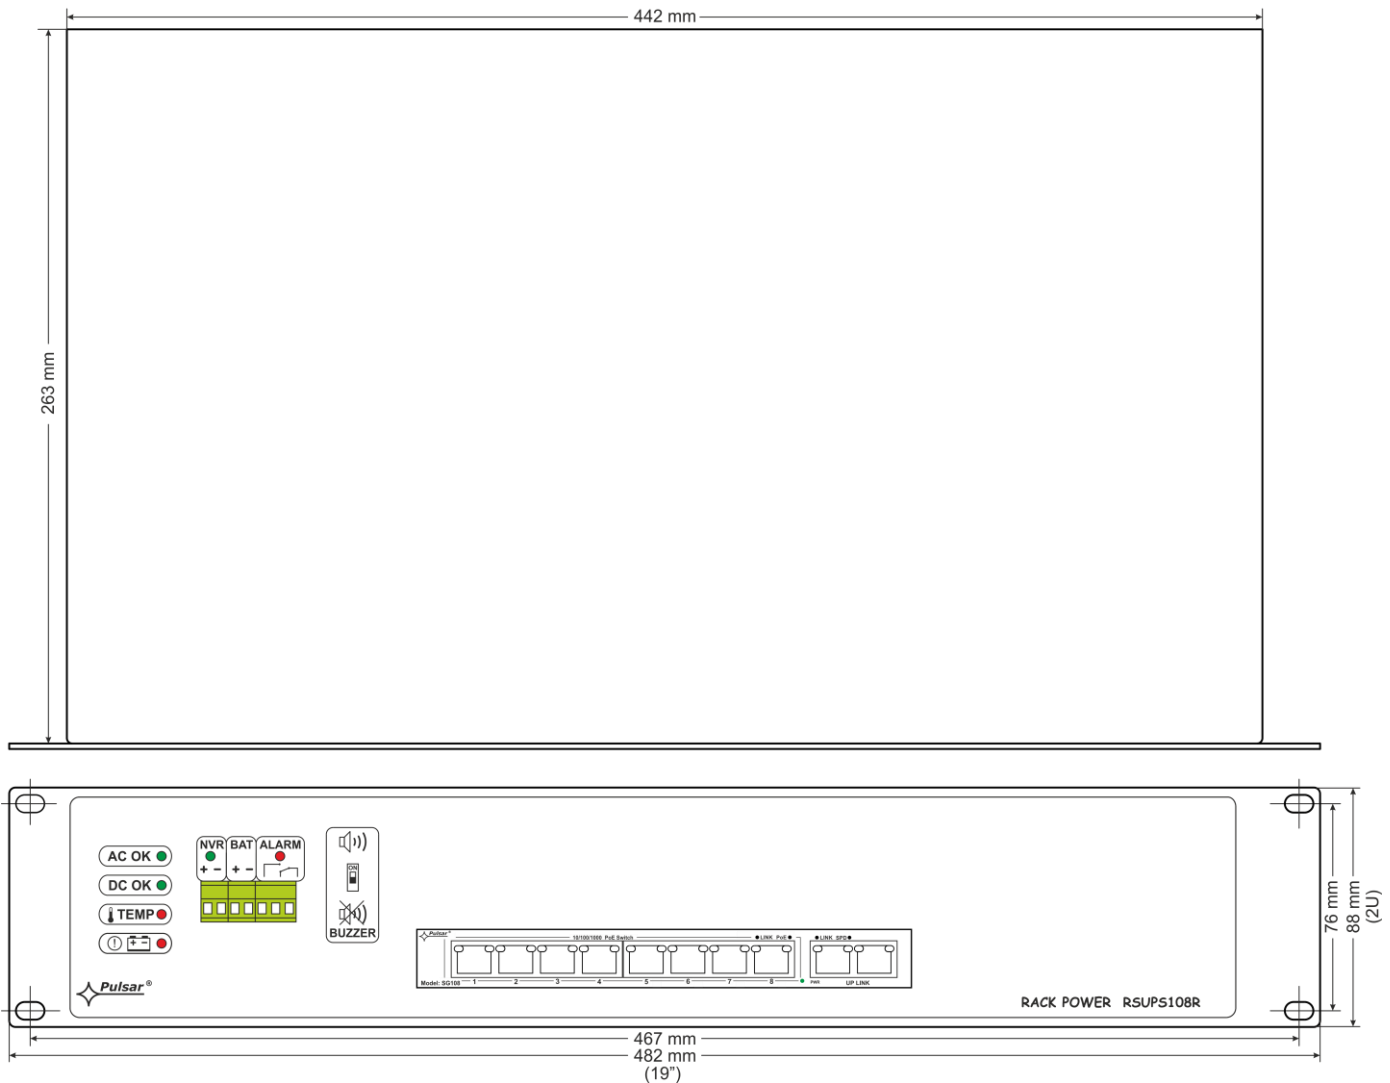 442 mm
263 mm
AC OK
DC OK
TEMP
NVR BAT ALARM
+ - + -
ON
BUZZER
Pulsar ®
Pulsar ®
10/100/1000 PoE Switch
LINK PoE
LINK SPD
Model: SG108
1 2 3 4 5 6 7 8
PWR
UP LINK
RACK POWER RSUPS108R
76 mm
88 mm
(2U)
467 mm
482 mm
(19")